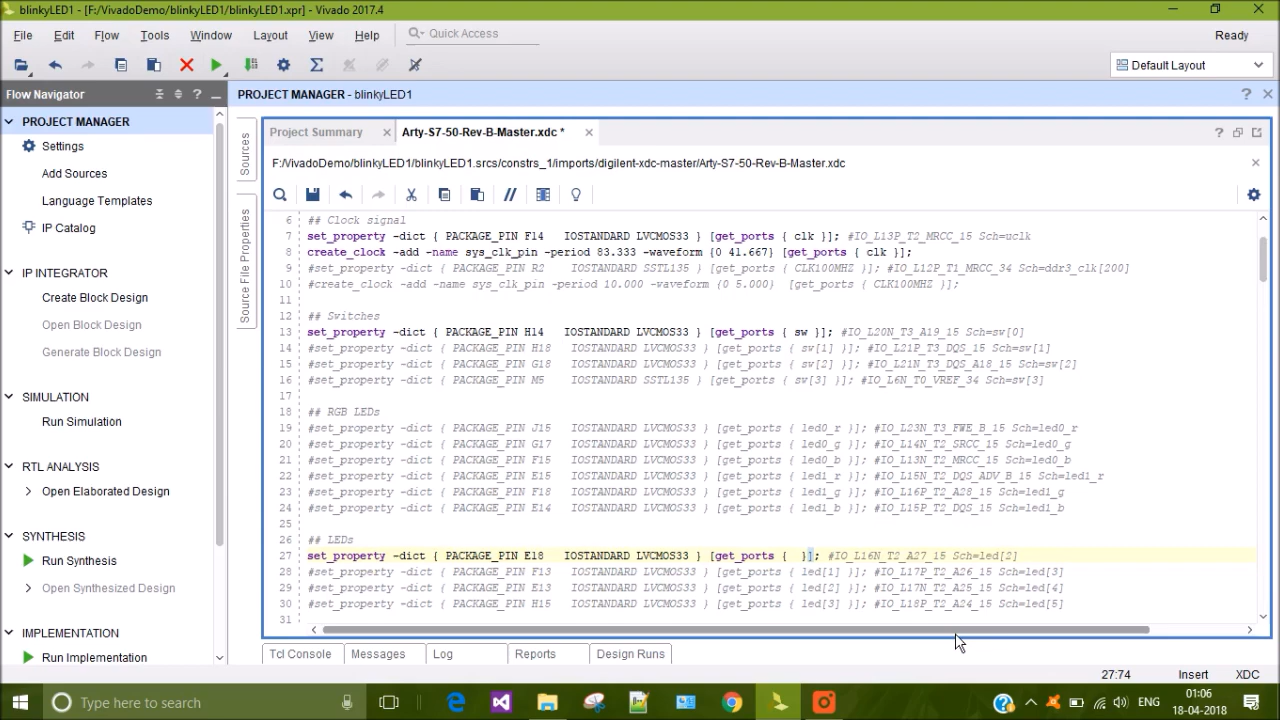 blinkyLED1 - [F:/VivadoDemo/blinkyLED1/blinkyLED1.xpr] - Vivado 2017.4
File Edit Flow Tools Window Layout View Help Quick Access Ready
Default Layout
Flow Navigator
PROJECT MANAGER - blinkyLED1
PROJECT MANAGER
Settings
Add Sources
Language Templates
IP Catalog
IP INTEGRATOR
Create Block Design
Open Block Design
Generate Block Design
SIMULATION
Run Simulation
RTL ANALYSIS
Open Elaborated Design
SYNTHESIS
Run Synthesis
Open Synthesized Design
IMPLEMENTATION
Run Implementation
Sources
Source File Properties
Project Summary Arty-S7-50-Rev-B-Master.xdc *
F:/VivadoDemo/blinkyLED1/blinkyLED1.srcs/constrs_1/imports/digilent-xdc-master/Arty-S7-50-Rev-B-Master.xdc
6 ## Clock signal
7 set_property -dict { PACKAGE_PIN F14 IOSTANDARD LVCMOS33 } [get_ports { clk }]; #IO_L13P_T2_MRCC_15 Sch=uclk
8 create_clock -add -name sys_clk_pin -period 83.333 -waveform {0 41.667} [get_ports { clk }];
9 #set_property -dict { PACKAGE_PIN R2 IOSTANDARD SSTL135 } [get_ports { CLK100MHZ }]; #IO_L12P_T1_MRCC_34 Sch=ddr3_clk[200]
10 #create_clock -add -name sys_clk_pin -period 10.000 -waveform {0 5.000} [get_ports { CLK100MHZ }];
11
12 ## Switches
13 set_property -dict { PACKAGE_PIN H14 IOSTANDARD LVCMOS33 } [get_ports { sw }]; #IO_L20N_T3_A19_15 Sch=sw[0]
14 #set_property -dict { PACKAGE_PIN H18 IOSTANDARD LVCMOS33 } [get_ports { sw[1] }]; #IO_L21P_T3_DQS_15 Sch=sw[1]
15 #set_property -dict { PACKAGE_PIN G18 IOSTANDARD LVCMOS33 } [get_ports { sw[2] }]; #IO_L21N_T3_DQS_A18_15 Sch=sw[2]
16 #set_property -dict { PACKAGE_PIN M5 IOSTANDARD SSTL135 } [get_ports { sw[3] }]; #IO_L6N_T0_VREF_34 Sch=sw[3]
17
18 ## RGB LEDs
19 #set_property -dict { PACKAGE_PIN J15 IOSTANDARD LVCMOS33 } [get_ports { led0_r }]; #IO_L23N_T3_FWE_B_15 Sch=led0_r
20 #set_property -dict { PACKAGE_PIN G17 IOSTANDARD LVCMOS33 } [get_ports { led0_g }]; #IO_L14N_T2_SRCC_15 Sch=led0_g
21 #set_property -dict { PACKAGE_PIN F15 IOSTANDARD LVCMOS33 } [get_ports { led0_b }]; #IO_L13N_T2_MRCC_15 Sch=led0_b
22 #set_property -dict { PACKAGE_PIN E15 IOSTANDARD LVCMOS33 } [get_ports { led1_r }]; #IO_L15N_T2_DQS_ADV_B_15 Sch=led1_r
23 #set_property -dict { PACKAGE_PIN F18 IOSTANDARD LVCMOS33 } [get_ports { led1_g }]; #IO_L16P_T2_A28_15 Sch=led1_g
24 #set_property -dict { PACKAGE_PIN E14 IOSTANDARD LVCMOS33 } [get_ports { led1_b }]; #IO_L15P_T2_DQS_15 Sch=led1_b
25
26 ## LEDs
27 set_property -dict { PACKAGE_PIN E18 IOSTANDARD LVCMOS33 } [get_ports { }]; #IO_L16N_T2_A27_15 Sch=led[2]
28 #set_property -dict { PACKAGE_PIN F13 IOSTANDARD LVCMOS33 } [get_ports { led[1] }]; #IO_L17P_T2_A26_15 Sch=led[3]
29 #set_property -dict { PACKAGE_PIN E13 IOSTANDARD LVCMOS33 } [get_ports { led[2] }]; #IO_L17N_T2_A25_15 Sch=led[4]
30 #set_property -dict { PACKAGE_PIN H15 IOSTANDARD LVCMOS33 } [get_ports { led[3] }]; #IO_L18P_T2_A24_15 Sch=led[5]
31
Tcl Console Messages Log Reports Design Runs
27:74 Insert XDC
Type here to search
ENG
01:06
18-04-2018